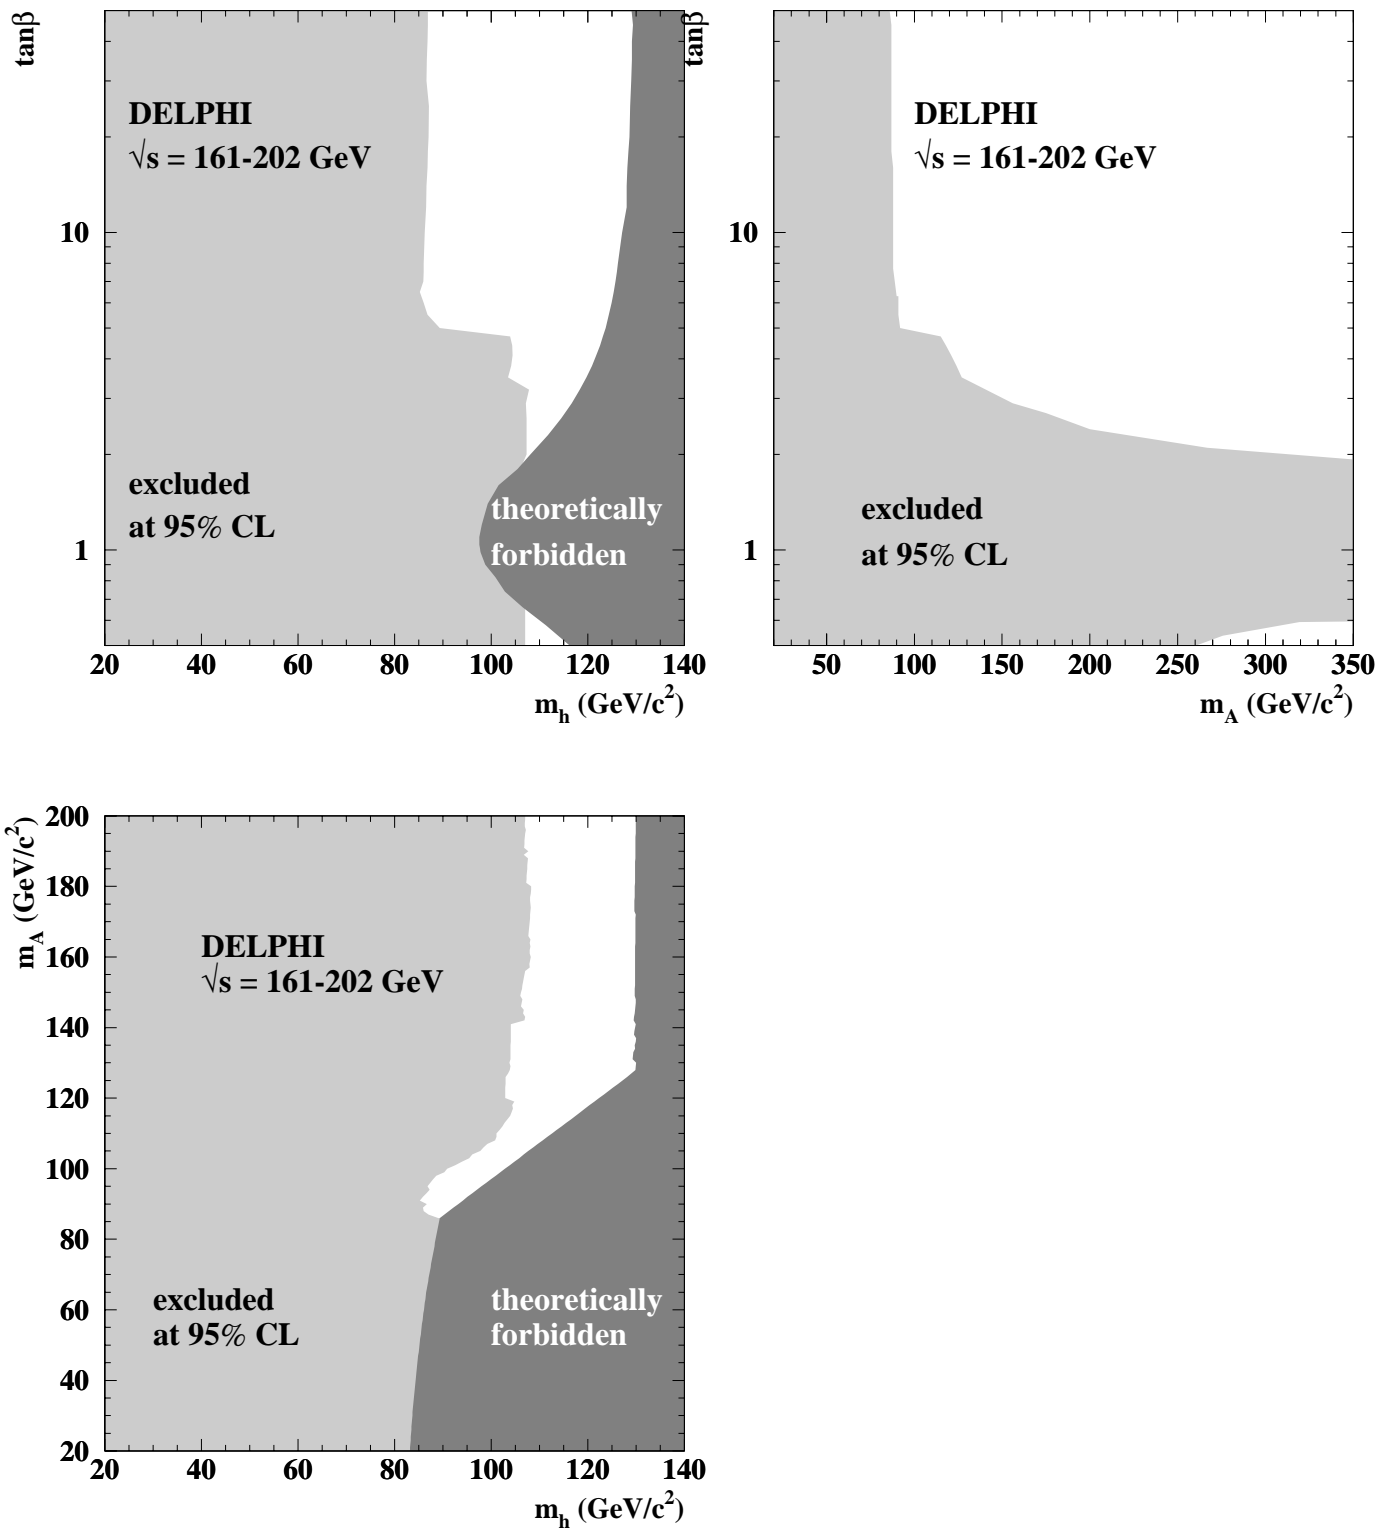 tanβ
DELPHI
√s = 161-202 GeV
10
excluded
at 95% CL
theoretically
forbidden
1
20 40 60 80 100 120 140
m_h (GeV/c²)
tanβ
DELPHI
√s = 161-202 GeV
10
excluded
at 95% CL
1
50 100 150 200 250 300 350
m_A (GeV/c²)
m_A (GeV/c²)
200
180
DELPHI
160
√s = 161-202 GeV
140
120
100
80
excluded
at 95% CL
theoretically
forbidden
60
40
20
20 40 60 80 100 120 140
m_h (GeV/c²)